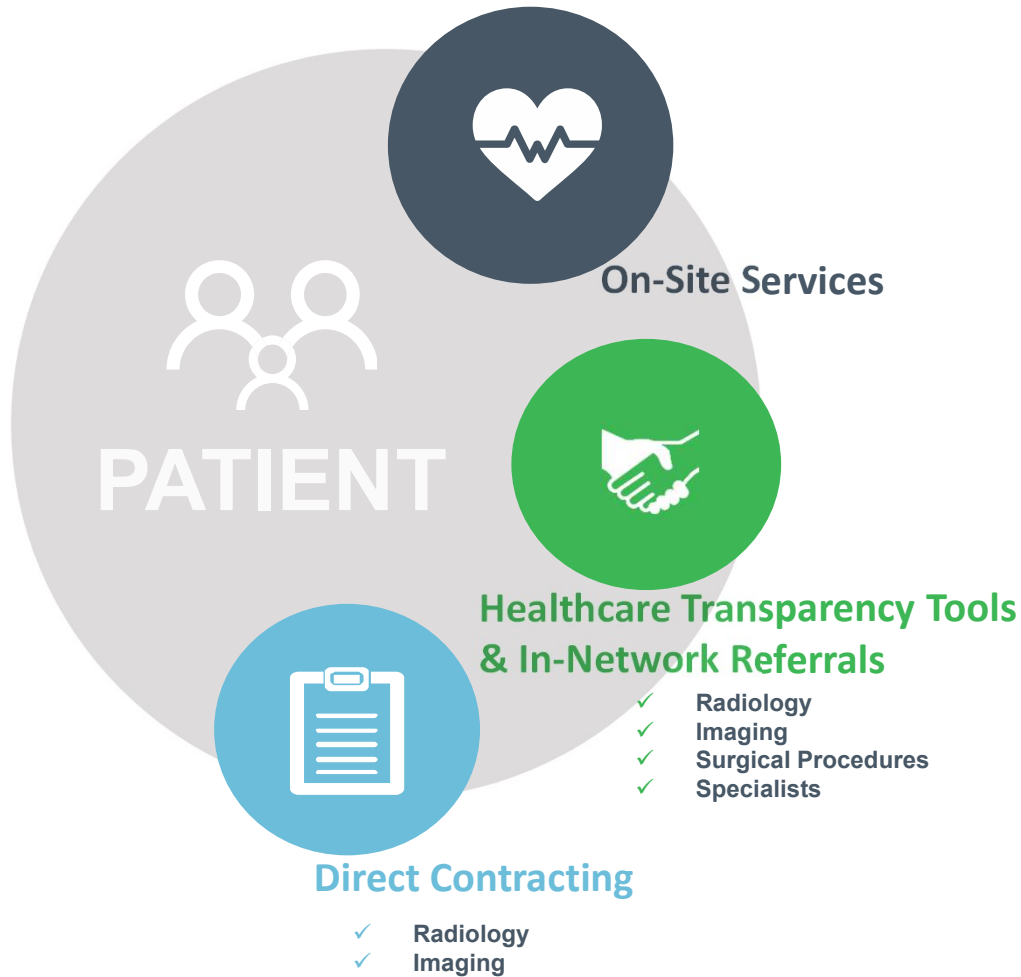 On-Site Services
PATIENT
Healthcare Transparency Tools
& In-Network Referrals
✓ Radiology
✓ Imaging
✓ Surgical Procedures
✓ Specialists
Direct Contracting
✓ Radiology
✓ Imaging